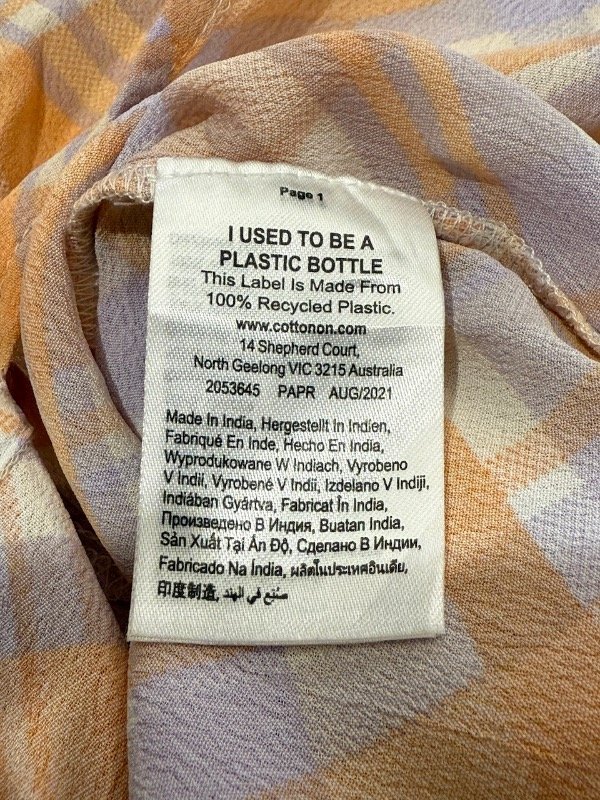 Page 1
I USED TO BE A
PLASTIC BOTTLE
This Label Is Made From
100% Recycled Plastic.
www.cottonon.com
14 Shepherd Court,
North Geelong VIC 3215 Australia
2053645 PAPR AUG/2021
Made In India, Hergestellt In Indien,
Fabriqué En Inde, Hecho En India,
Wyprodukowane W Indiach, Vyrobeno
V Indii, Vyrobené V Indii, Izdelano V Indiji,
Indiában Gyártva, Fabricat În India,
Произведено В Индия, Buatan India,
Sản Xuất Tại Ấn Độ, Сделано В Индии,
Fabricado Na Índia, ผลิตในประเทศอินเดีย,
印度制造, صُنِع في الهند